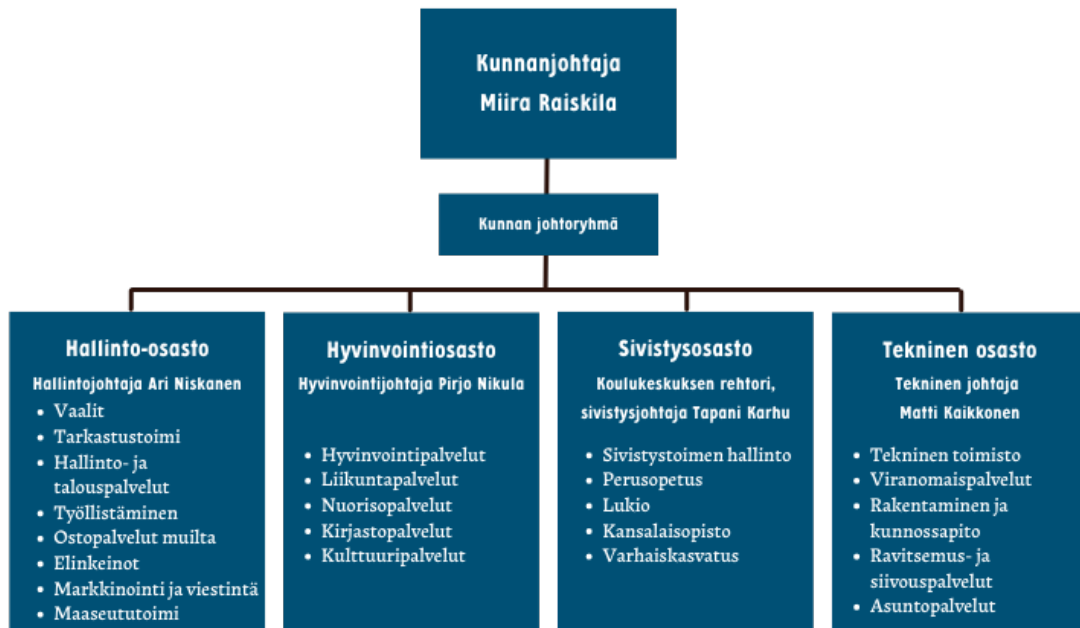 Kunnanjohtaja
Miira Raiskila
Kunnan johtoryhmä
Hallinto-osasto
Hallintojohtaja Ari Niskanen
• Vaalit
• Tarkastustoimi
• Hallinto- ja
talouspalvelut
• Työllistäminen
• Ostopalvelut muilta
• Elinkeinot
• Markkinointi ja viestintä
• Maaseututoimi
Hyvinvointiosasto
Hyvinvointijohtaja Pirjo Nikula
• Hyvinvointipalvelut
• Liikuntapalvelut
• Nuorisopalvelut
• Kirjastopalvelut
• Kulttuuripalvelut
Sivistysosasto
Koulukeskuksen rehtori,
sivistysjohtaja Tapani Karhu
• Sivistystoimen hallinto
• Perusopetus
• Lukio
• Kansalaisopisto
• Varhaiskasvatus
Tekninen osasto
Tekninen johtaja
Matti Kaikkonen
• Tekninen toimisto
• Viranomaispalvelut
• Rakentaminen ja
kunnossapito
• Ravitsemus- ja
siivouspalvelut
• Asuntopalvelut